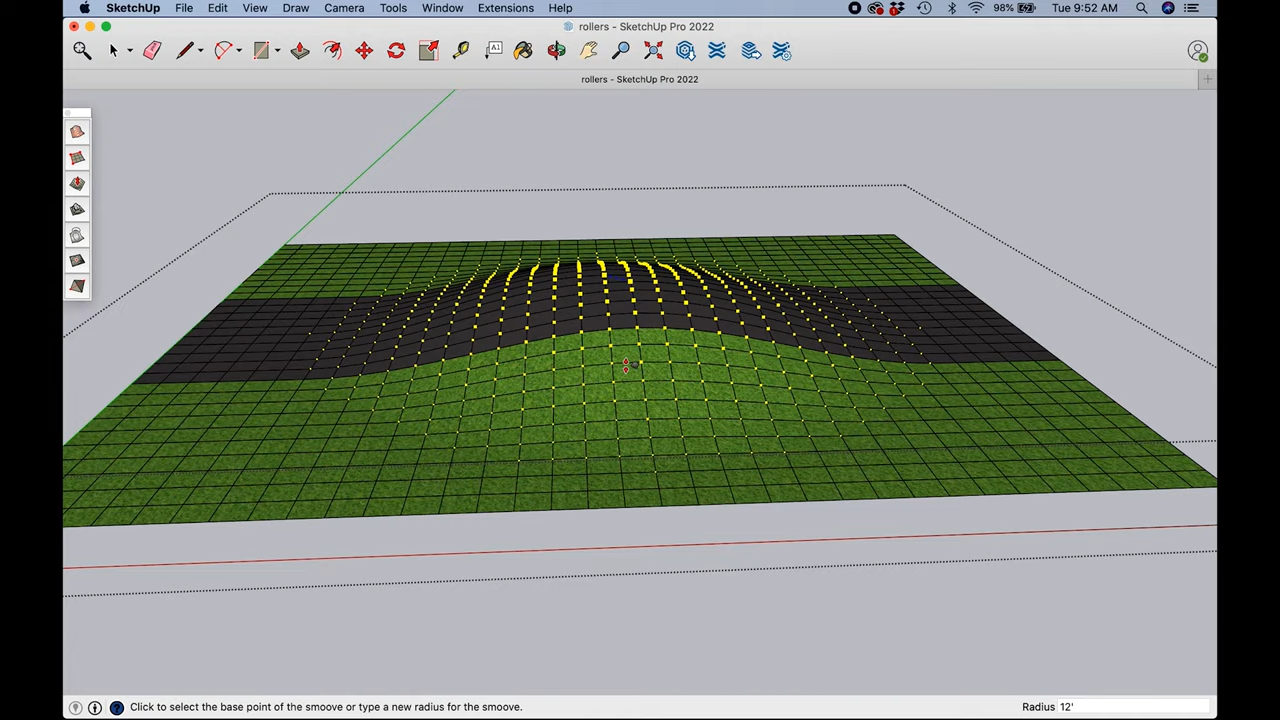 SketchUp File Edit View Draw Camera Tools Window Extensions Help 98% Tue 9:52 AM
rollers - SketchUp Pro 2022
A1
rollers - SketchUp Pro 2022
Click to select the base point of the smoove or type a new radius for the smoove. Radius 12'